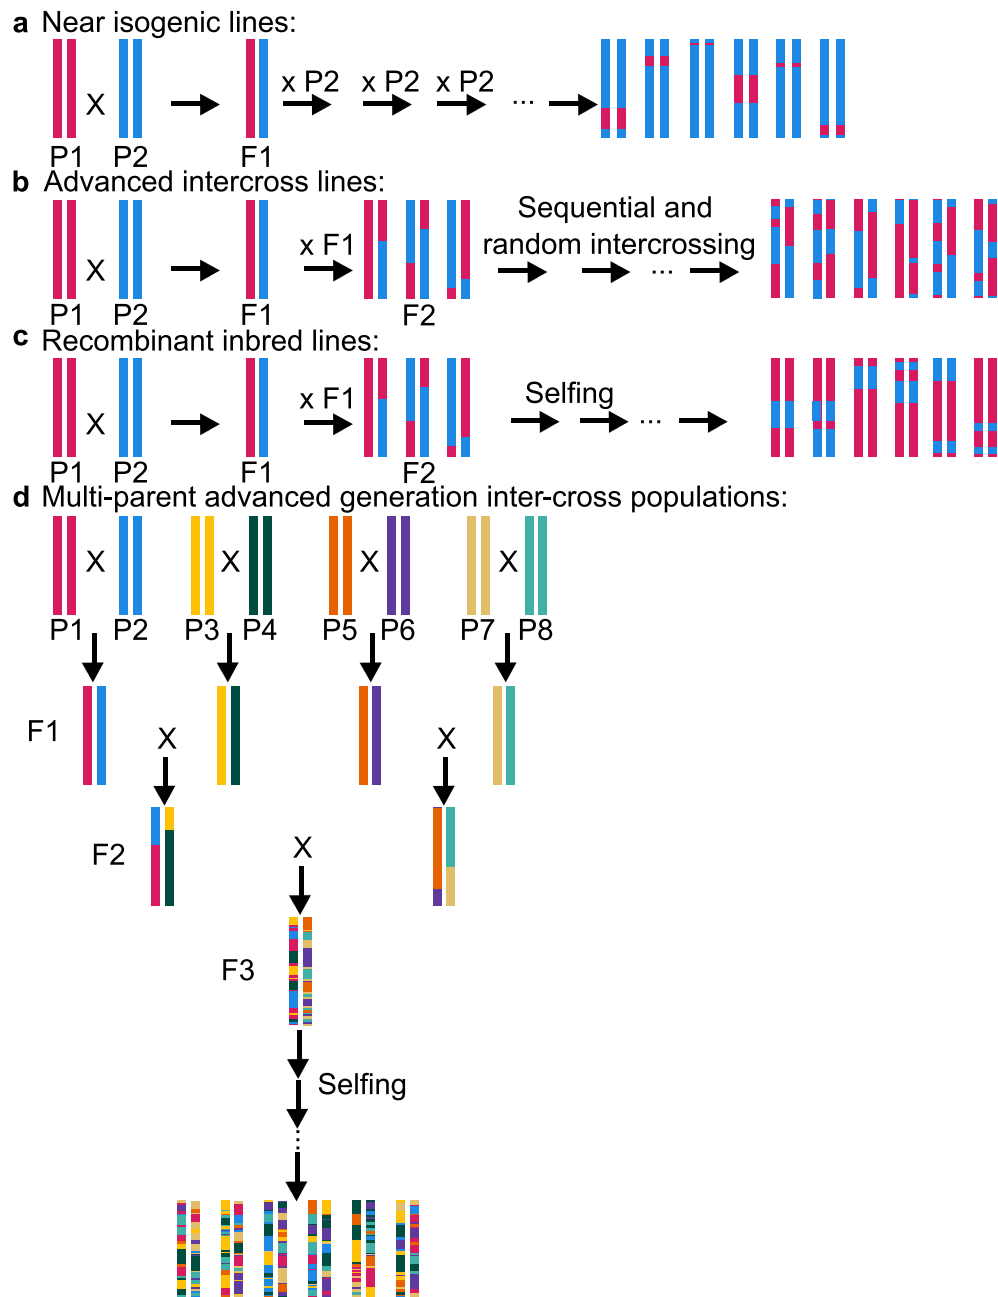 a Near isogenic lines:
X
x P2
x P2
x P2
...
P1
P2
F1
b Advanced intercross lines:
X
x F1
Sequential and
random intercrossing
...
P1
P2
F1
F2
c Recombinant inbred lines:
X
x F1
Selfing
...
P1
P2
F1
F2
d Multi-parent advanced generation inter-cross populations:
X
X
X
X
P1
P2
P3
P4
P5
P6
P7
P8
F1
X
X
F2
X
F3
Selfing